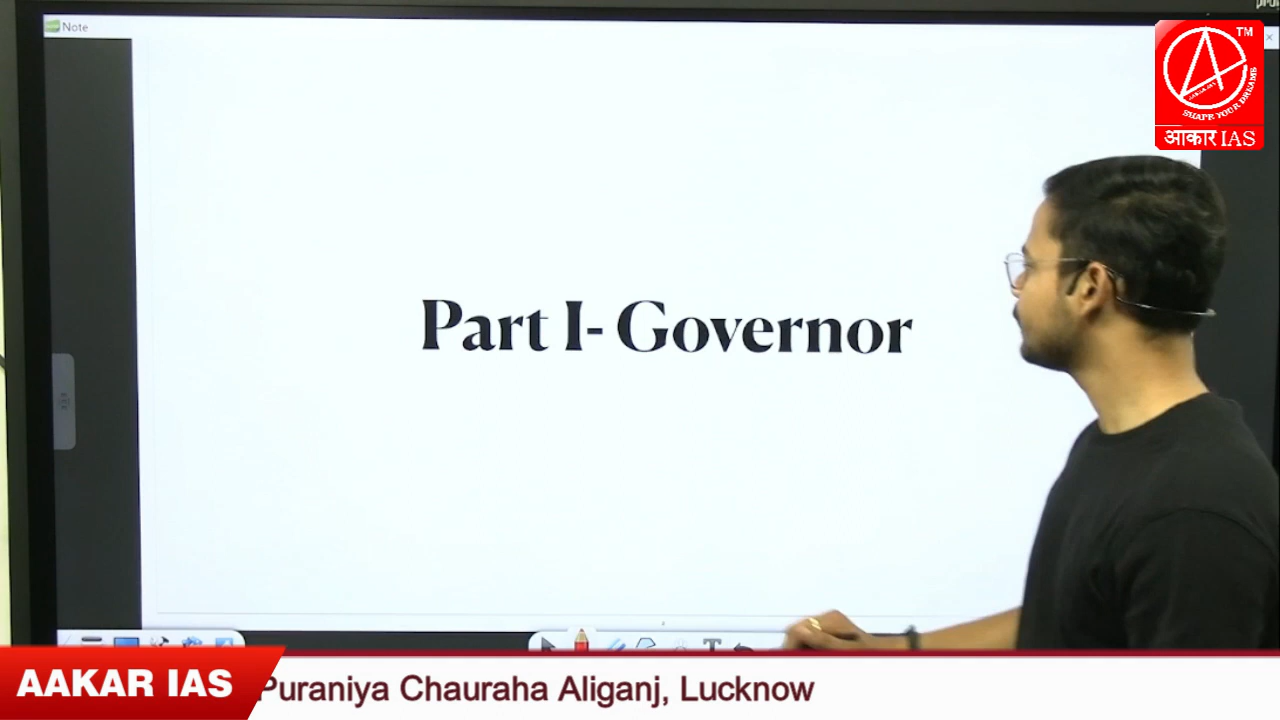 Note
TM
SHAPE YOUR DREAMS
आकार IAS
Part I- Governor
AAKAR IAS
Puraniya Chauraha Aliganj, Lucknow